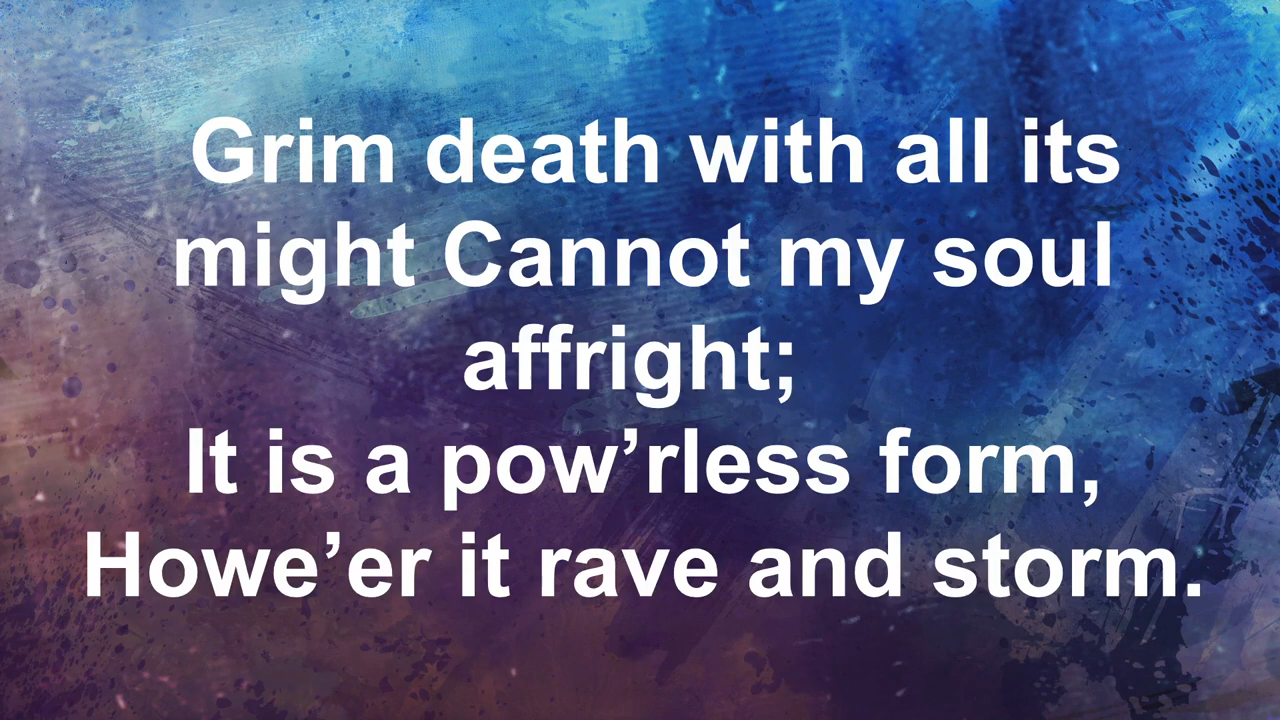 Grim death with all its
might Cannot my soul
affright;
It is a pow’rless form,
Howe’er it rave and storm.